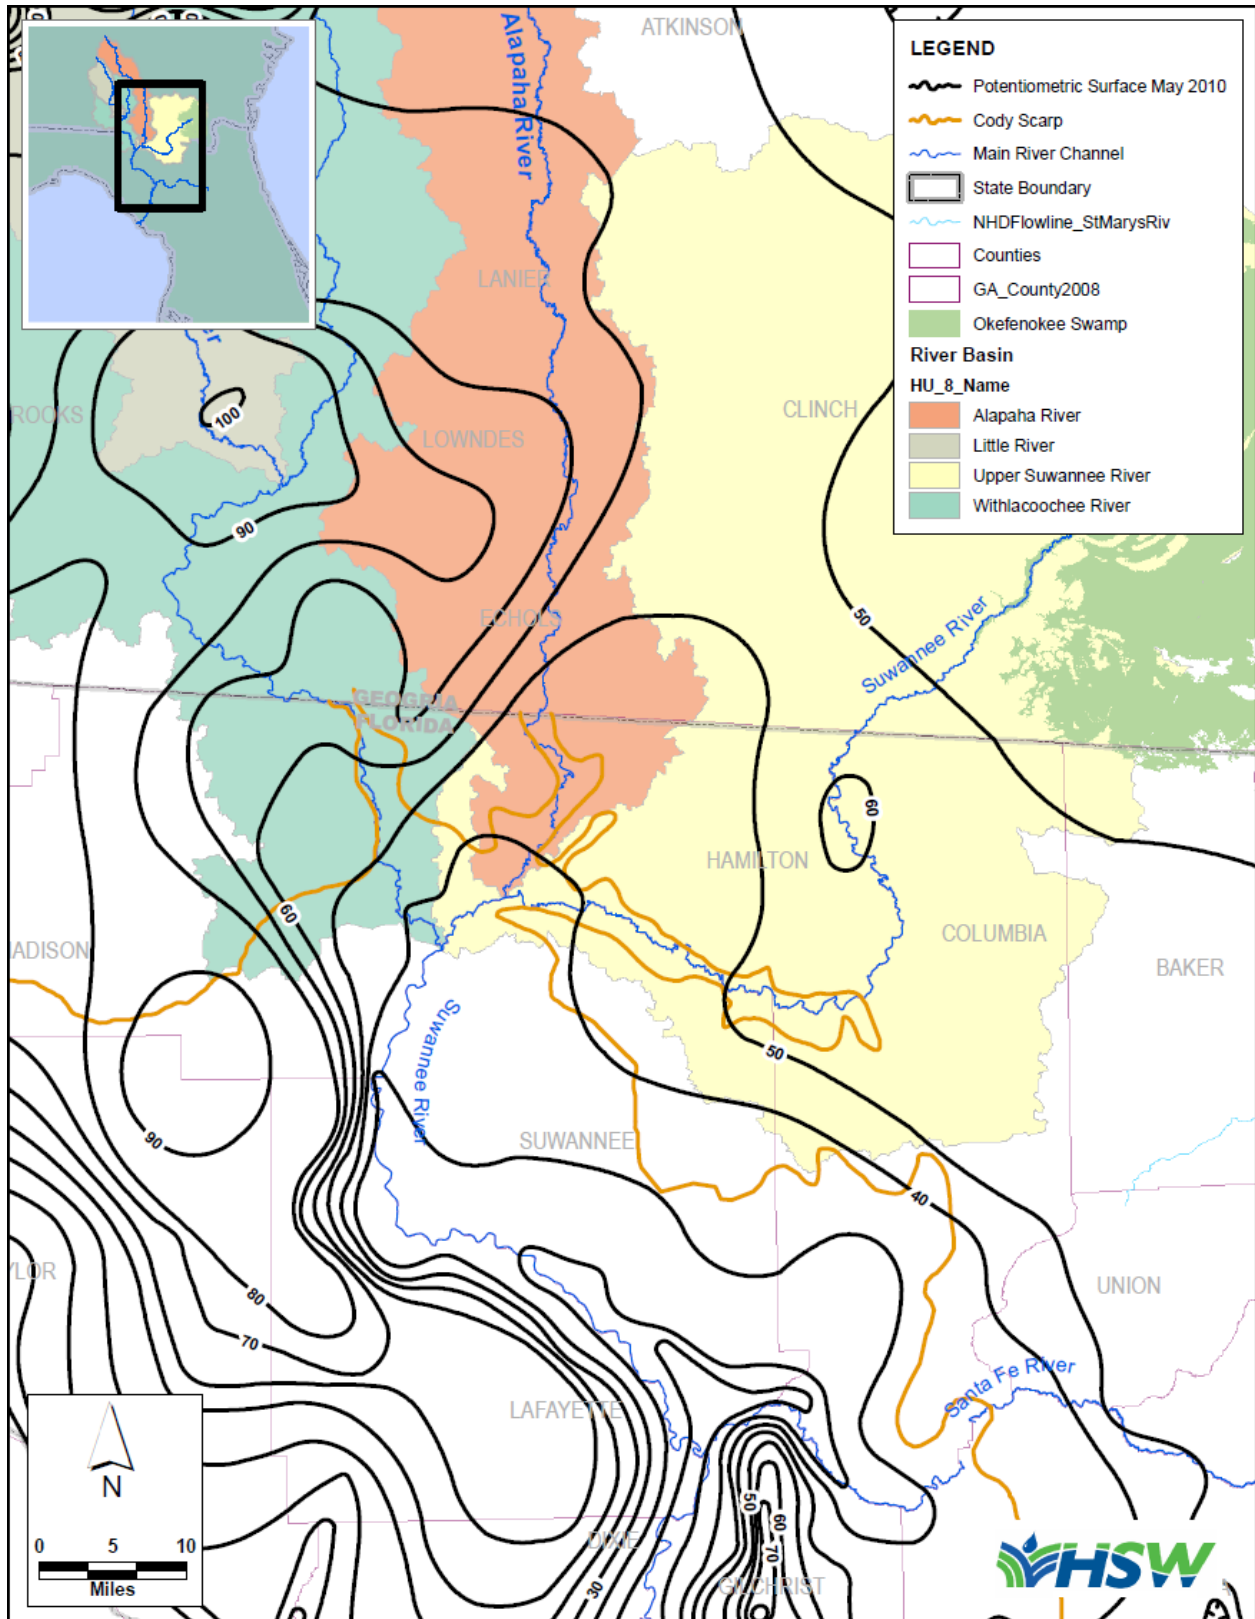 ATKINSON
Alapaha River
LEGEND
Potentiometric Surface May 2010
Cody Scarp
Main River Channel
State Boundary
NHDFlowline_StMarysRiv
Counties
GA_County2008
Okefenokee Swamp
River Basin
HU_8_Name
Alapaha River
Little River
Upper Suwannee River
Withlacoochee River
LANIER
ROOKS
100
CLINCH
LOWNDES
90
50
ECHOLS
Suwannee River
GEOGRIA
FLORIDA
60
HAMILTON
60
COLUMBIA
ADISON
BAKER
Suwannee River
50
90
SUWANNEE
40
YLOR
80
UNION
70
Santa Fe River
LAFAYETTE
N
0 5 10
Miles
50
60
70
DIXIE
30
GILCHRIST
HSW